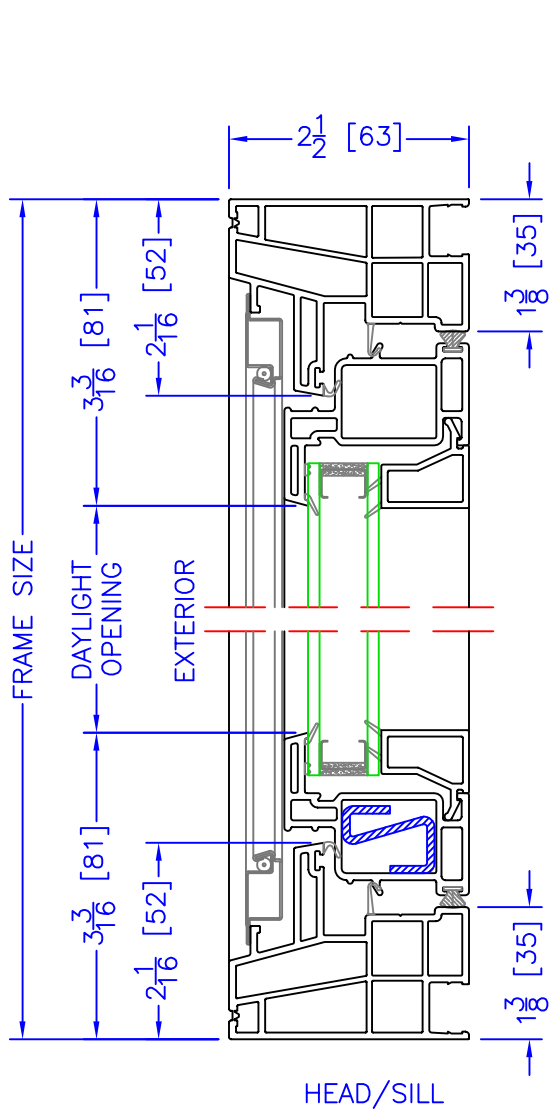 2 1/2 [63]
1 3/8 [35]
2 1/16 [52]
3 3/16 [81]
FRAME SIZE
DAYLIGHT
OPENING
EXTERIOR
3 3/16 [81]
2 1/16 [52]
1 3/8 [35]
HEAD/SILL